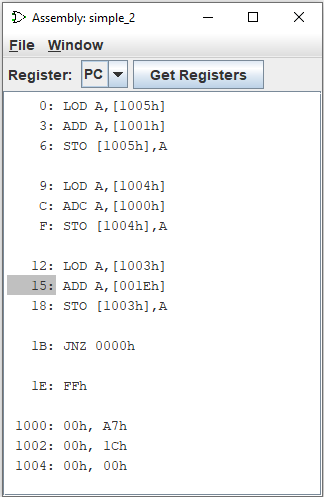 Assembly: simple_2
File Window
Register: PC Get Registers
0: LOD A,[1005h]
3: ADD A,[1001h]
6: STO [1005h],A
9: LOD A,[1004h]
C: ADC A,[1000h]
F: STO [1004h],A
12: LOD A,[1003h]
15: ADD A,[001Eh]
18: STO [1003h],A
1B: JNZ 0000h
1E: FFh
1000: 00h, A7h
1002: 00h, 1Ch
1004: 00h, 00h